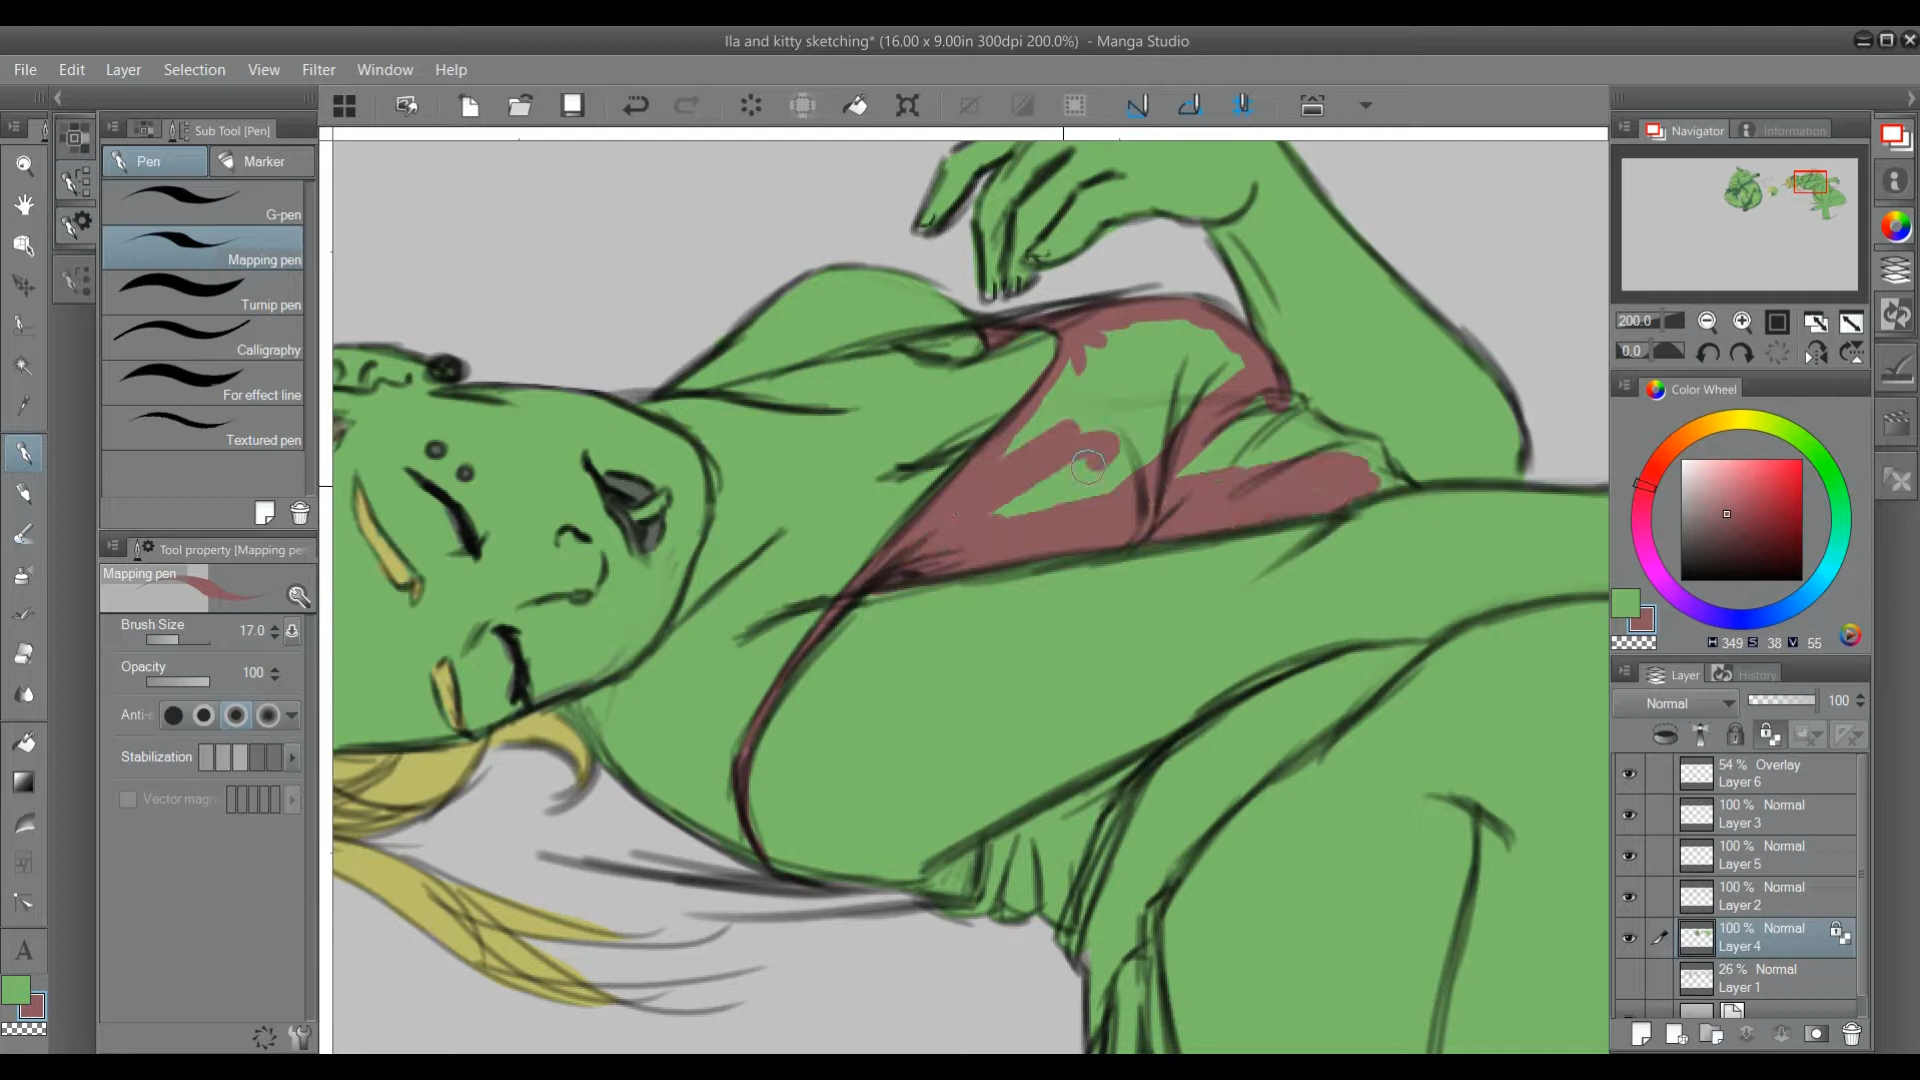 Ila and kitty sketching* (16.00 x 9.00in 300dpi 200.0%) - Manga Studio
File Edit Layer Selection View Filter Window Help
Sub Tool [Pen]
Pen Marker
G-pen
Mapping pen
Turnip pen
Calligraphy
For effect line
Textured pen
Tool property [Mapping pen
Mapping pen
Brush Size 17.0
Opacity 100
Anti-
Stabilization
Vector magn
A
Navigator Information
200.0
0.0
Color Wheel
H 349 S 38 V 55
Layer History
Normal 100
54 % Overlay
Layer 6
100 % Normal
Layer 3
100 % Normal
Layer 5
100 % Normal
Layer 2
100 % Normal
Layer 4
26 % Normal
Layer 1